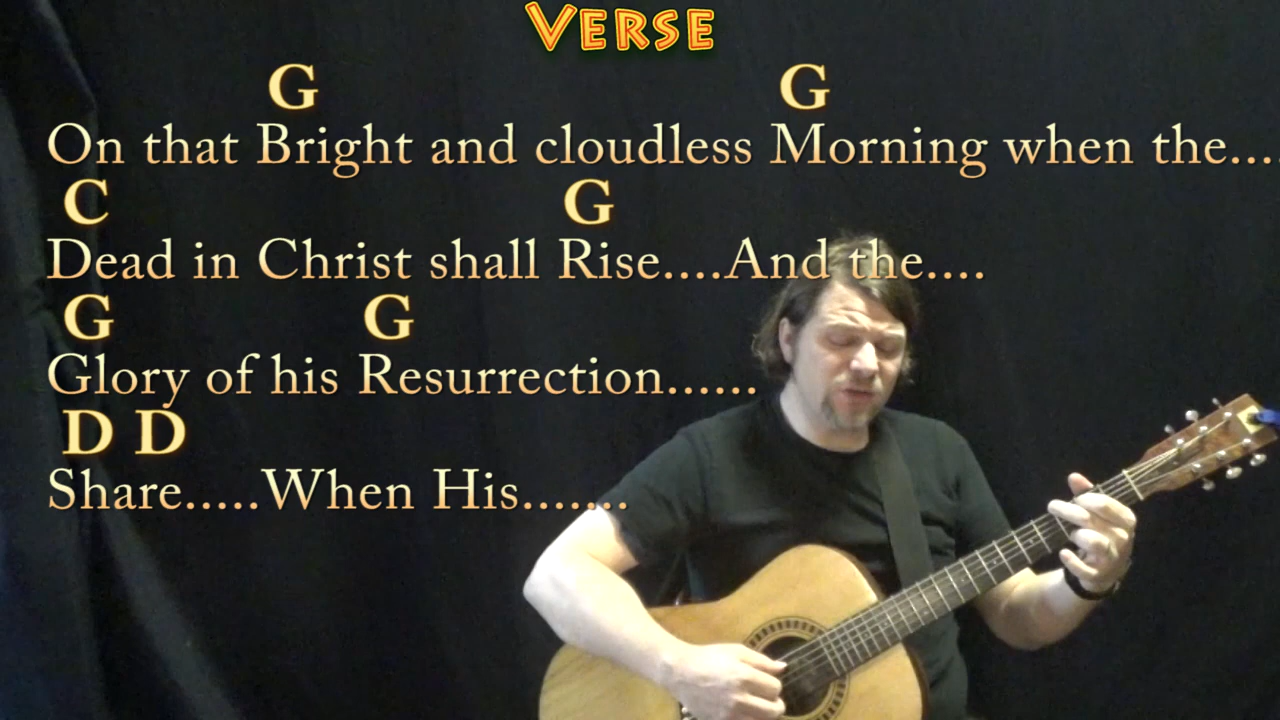 VERSE
G G
On that Bright and cloudless Morning when the....
C G
Dead in Christ shall Rise....And the....
G G
Glory of his Resurrection......
D D
Share.....When His.......